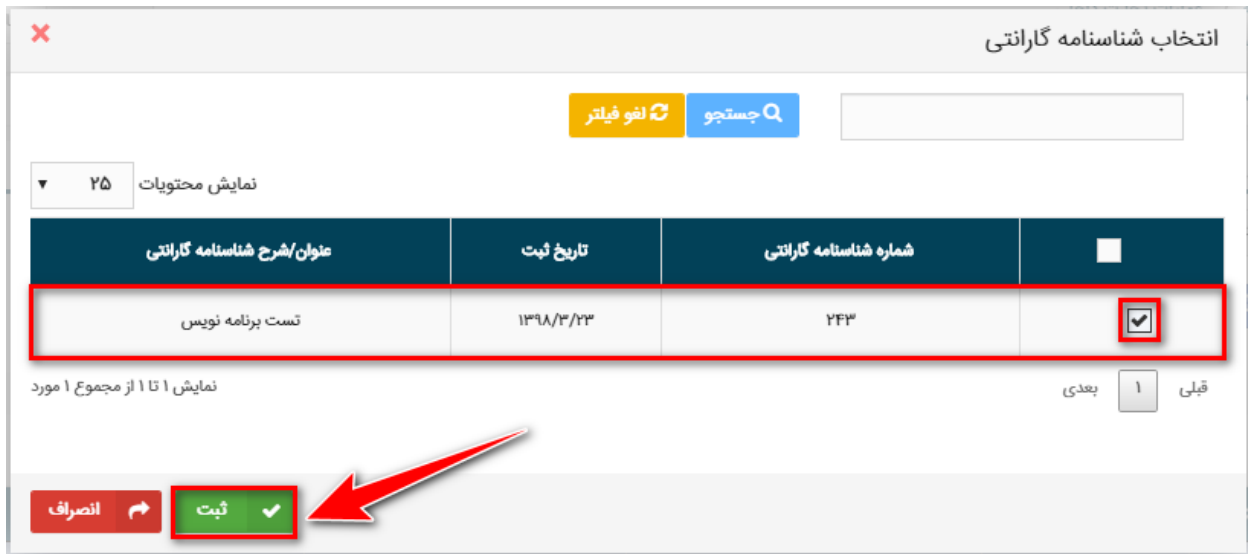 انتخاب شناسنامه گارانتی
جستجو لغو فیلتر
نمایش محتویات ۲۵
شماره شناسنامه گارانتی تاریخ ثبت عنوان/شرح شناسنامه گارانتی
۲۴۳ ۱۳۹۸/۳/۲۳ تست برنامه نویس
قبلی ۱ بعدی نمایش ۱ تا ۱ از مجموع ۱ مورد
ثبت انصراف